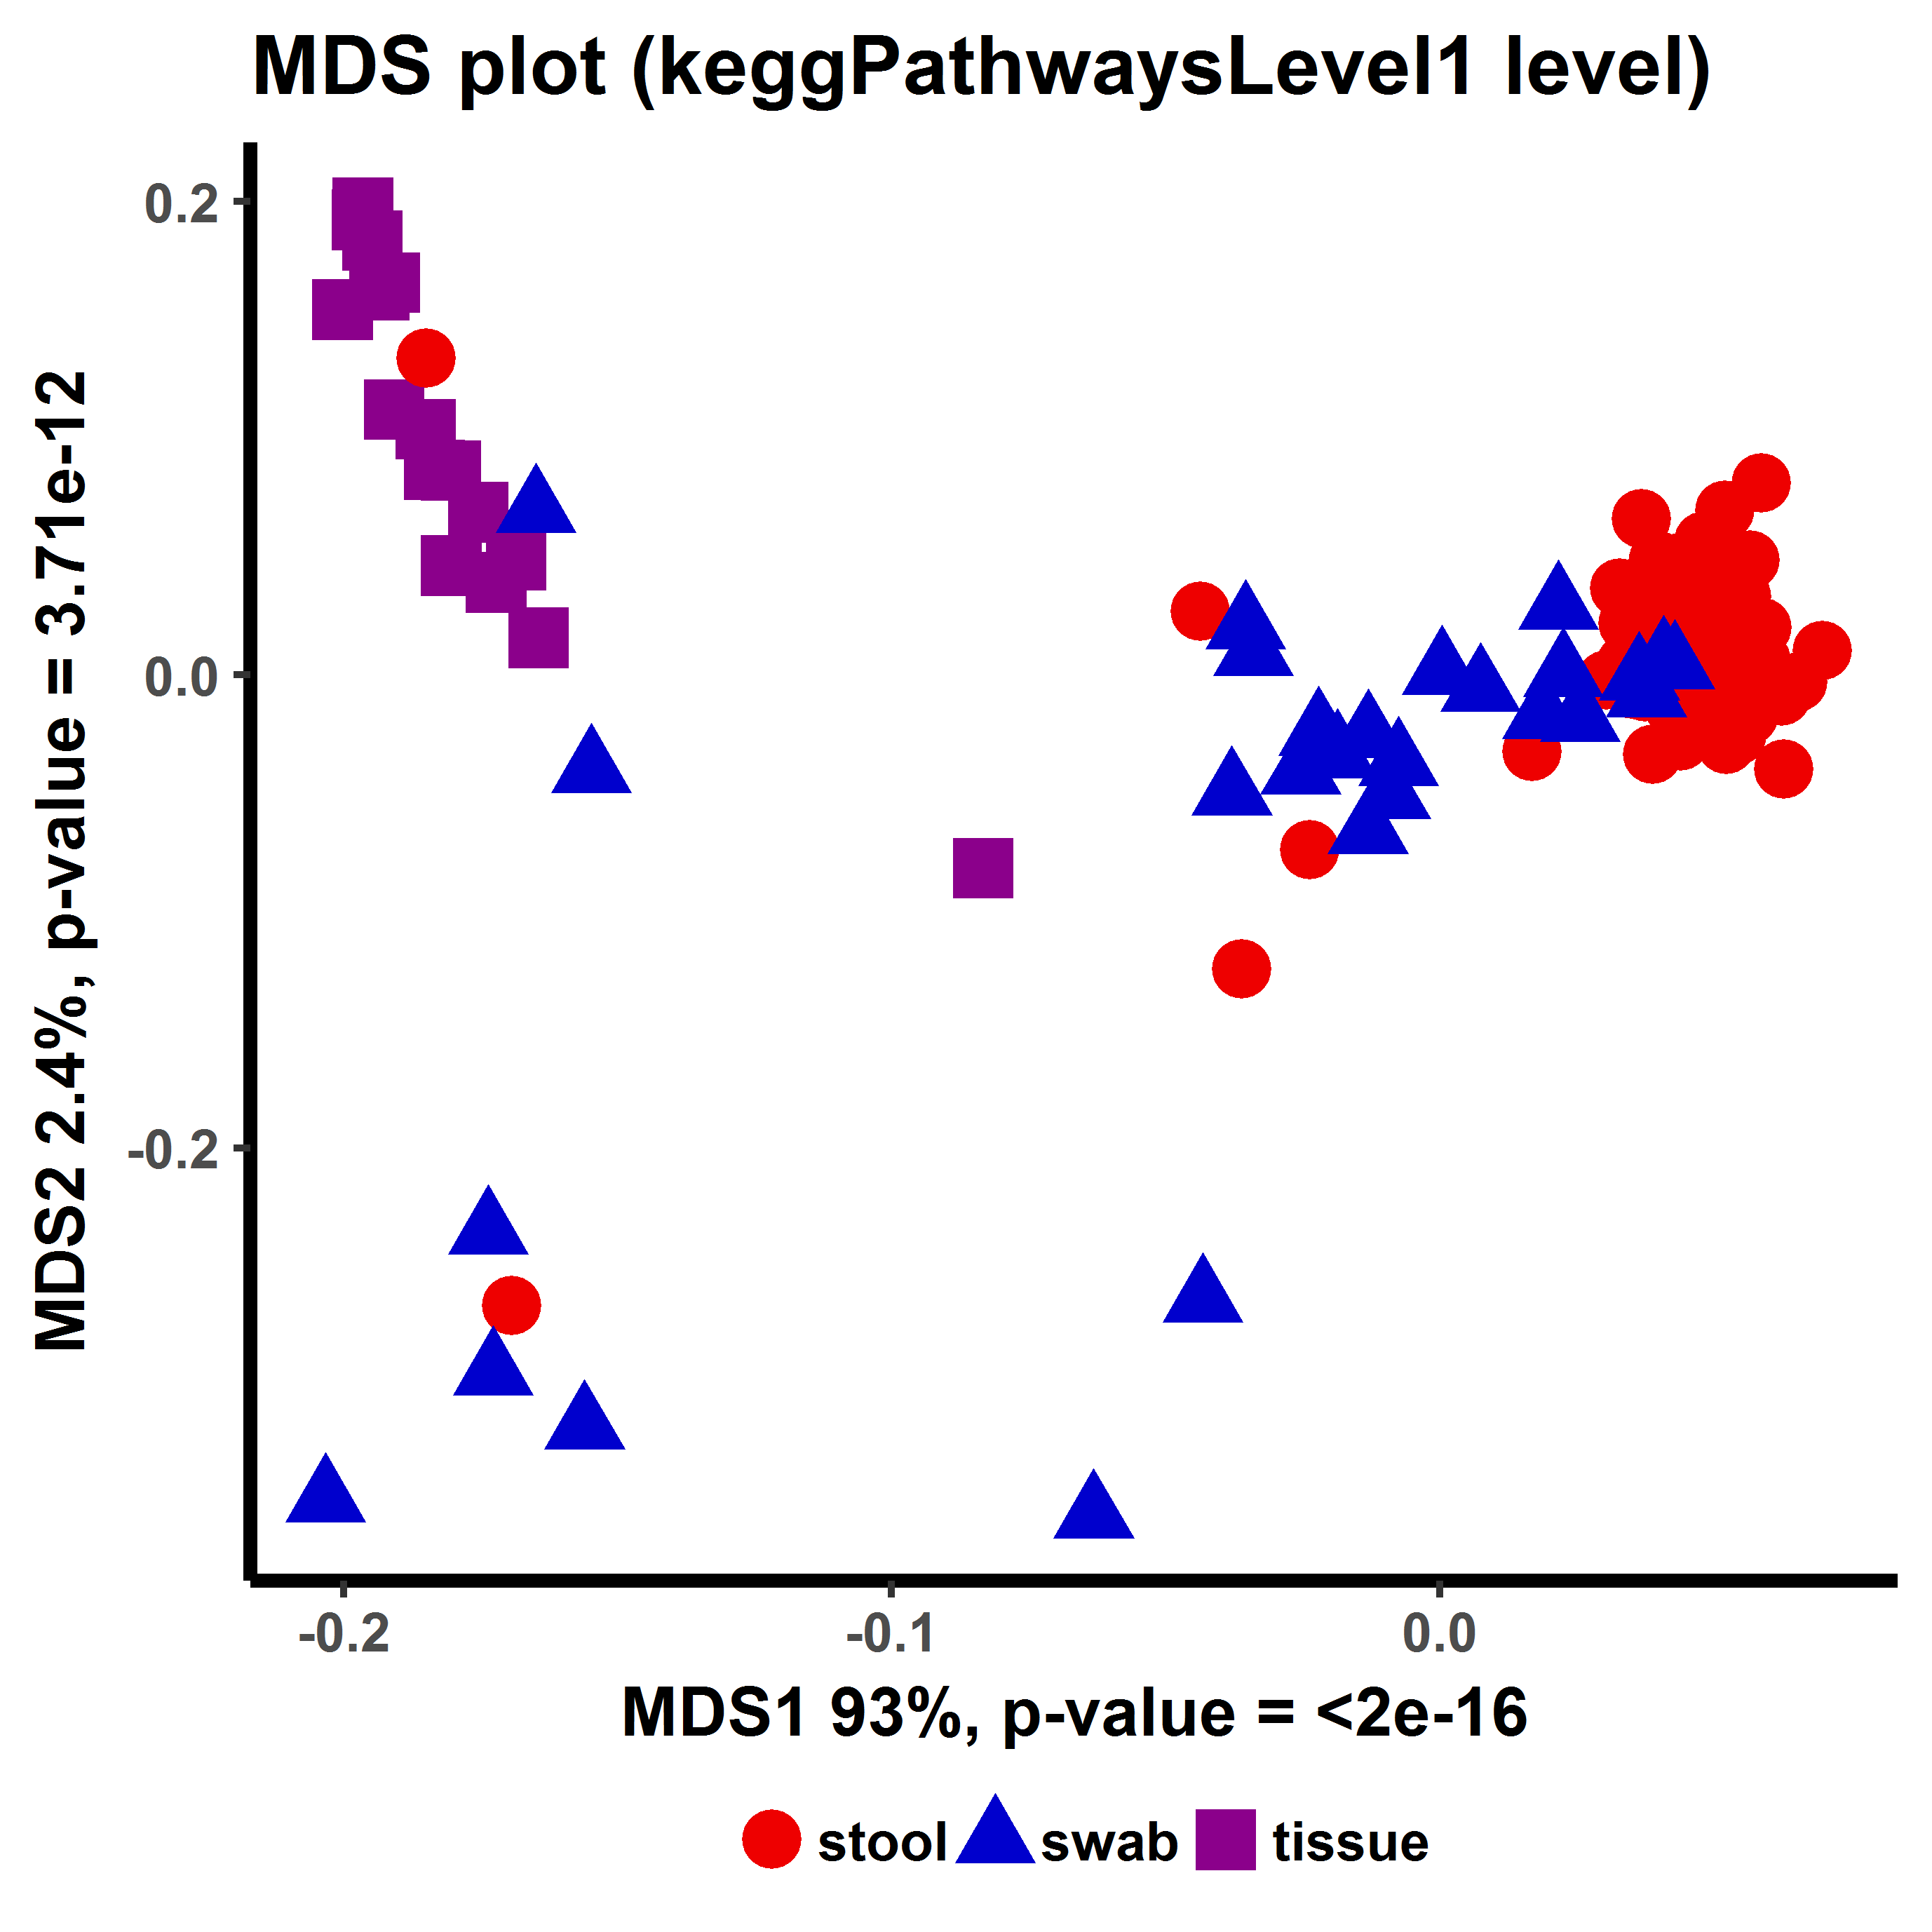 MDS plot (keggPathwaysLevel1 level)
MDS2 2.4%, p-value = 3.71e-12
0.2
0.0
-0.2
-0.2
-0.1
0.0
MDS1 93%, p-value = <2e-16
stool swab tissue